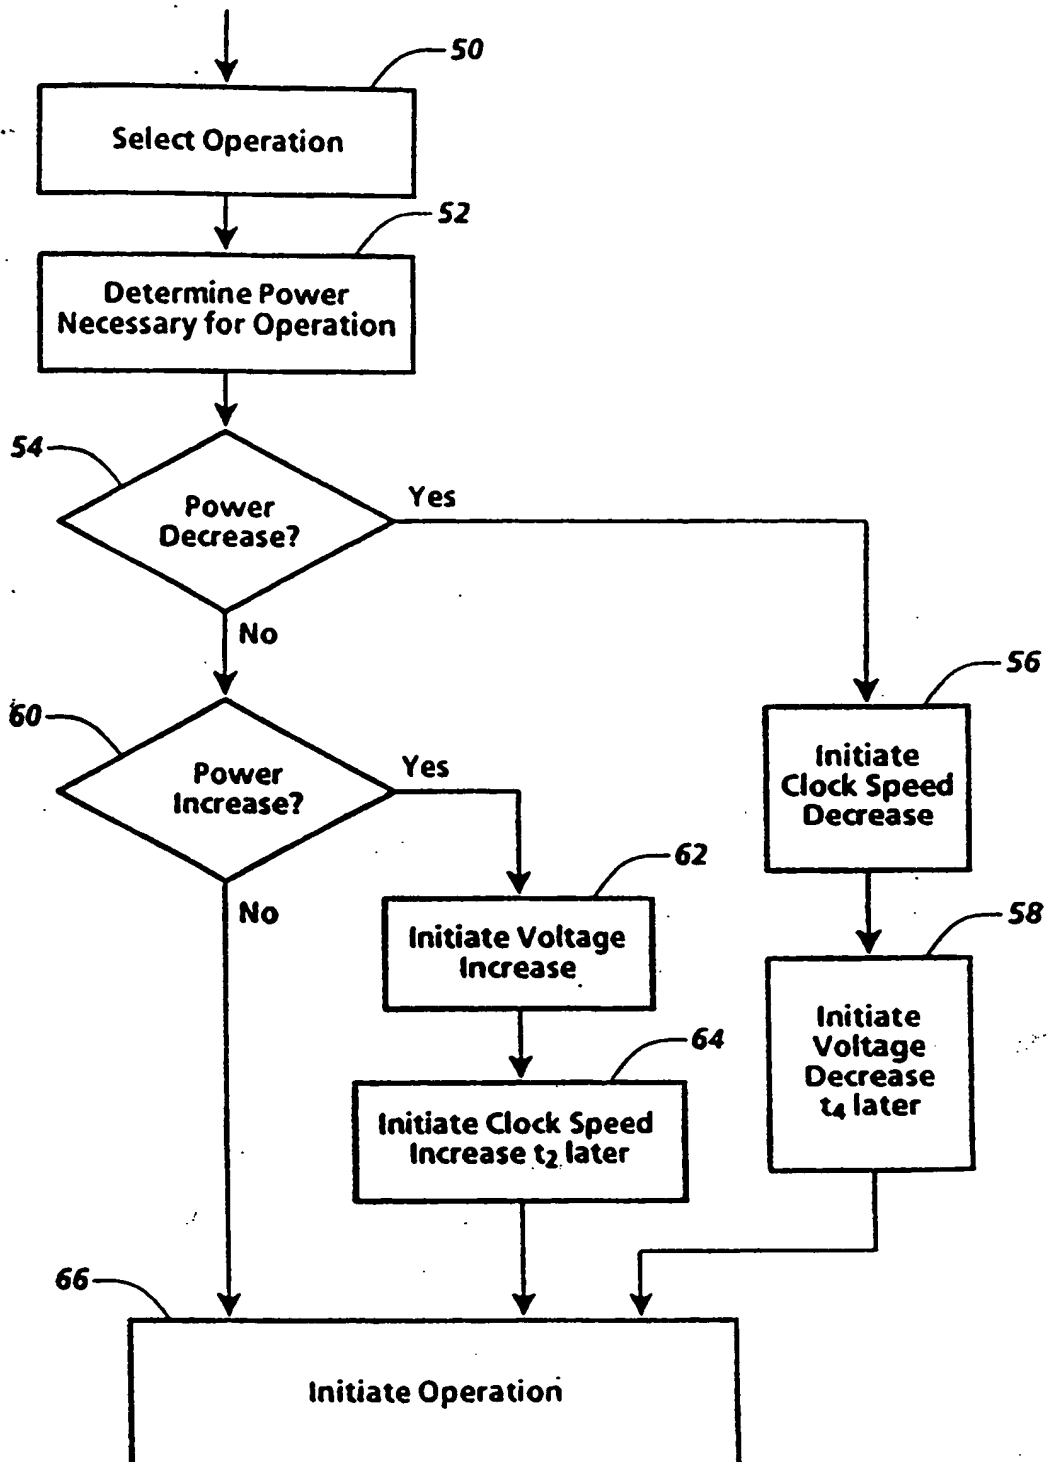 50
Select Operation
52
Determine Power
Necessary for Operation
54
Power
Decrease?
Yes
No
56
Initiate
Clock Speed
Decrease
60
Power
Increase?
Yes
No
62
Initiate Voltage
Increase
58
Initiate
Voltage
Decrease
t4 later
64
Initiate Clock Speed
Increase t2 later
66
Initiate Operation